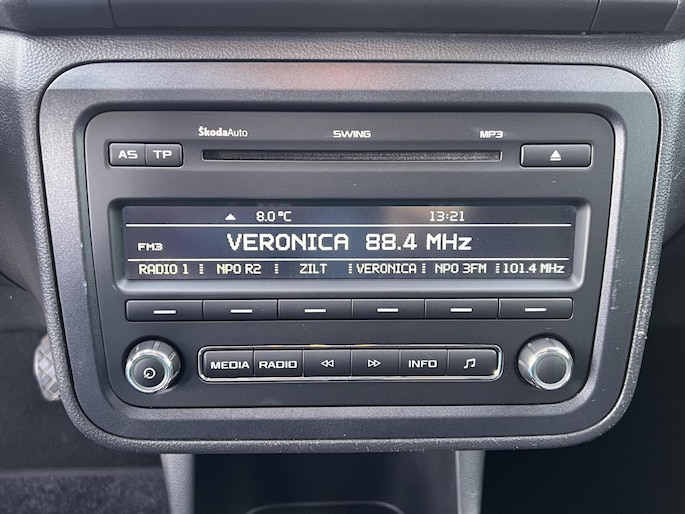 ŠkodaAuto SWING MP3
AS TP
8.0°C 13:21
FM3 VERONICA 88.4 MHz
RADIO 1 NPO R2 ZILT VERONICA NPO 3FM 101.4 MHz
MEDIA RADIO INFO